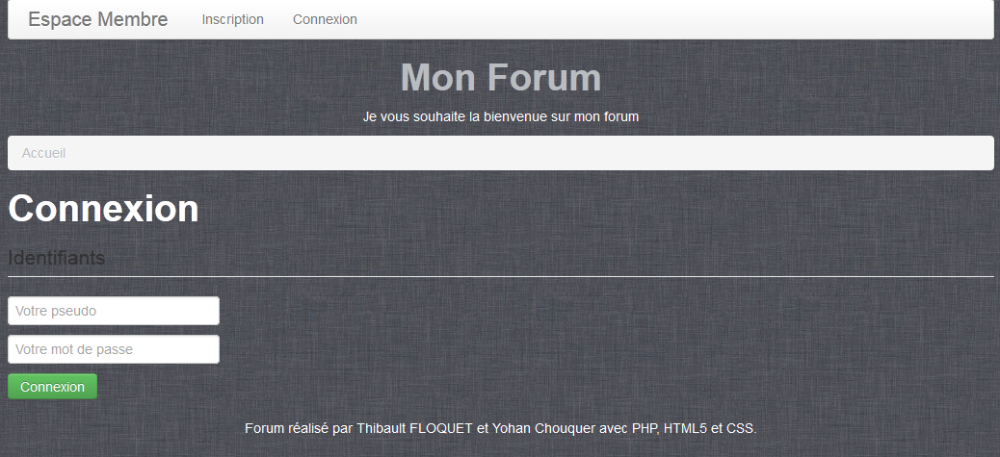 Espace Membre Inscription Connexion
Mon Forum
Je vous souhaite la bienvenue sur mon forum
Accueil
Connexion
Identifiants
Votre pseudo
Votre mot de passe
Connexion
Forum réalisé par Thibault FLOQUET et Yohan Chouquer avec PHP, HTML5 et CSS.